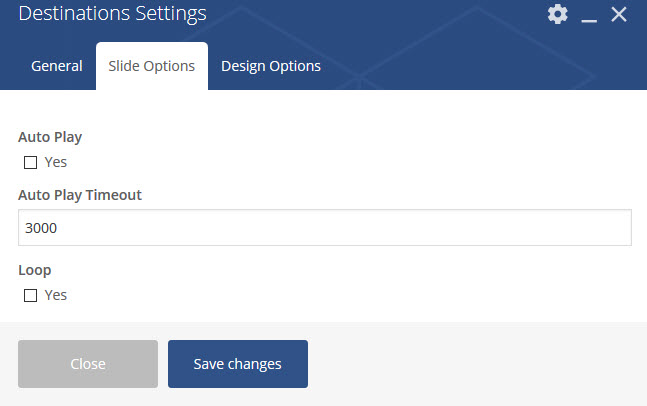 Destinations Settings
General Slide Options Design Options
Auto Play
Yes
Auto Play Timeout
3000
Loop
Yes
Close Save changes